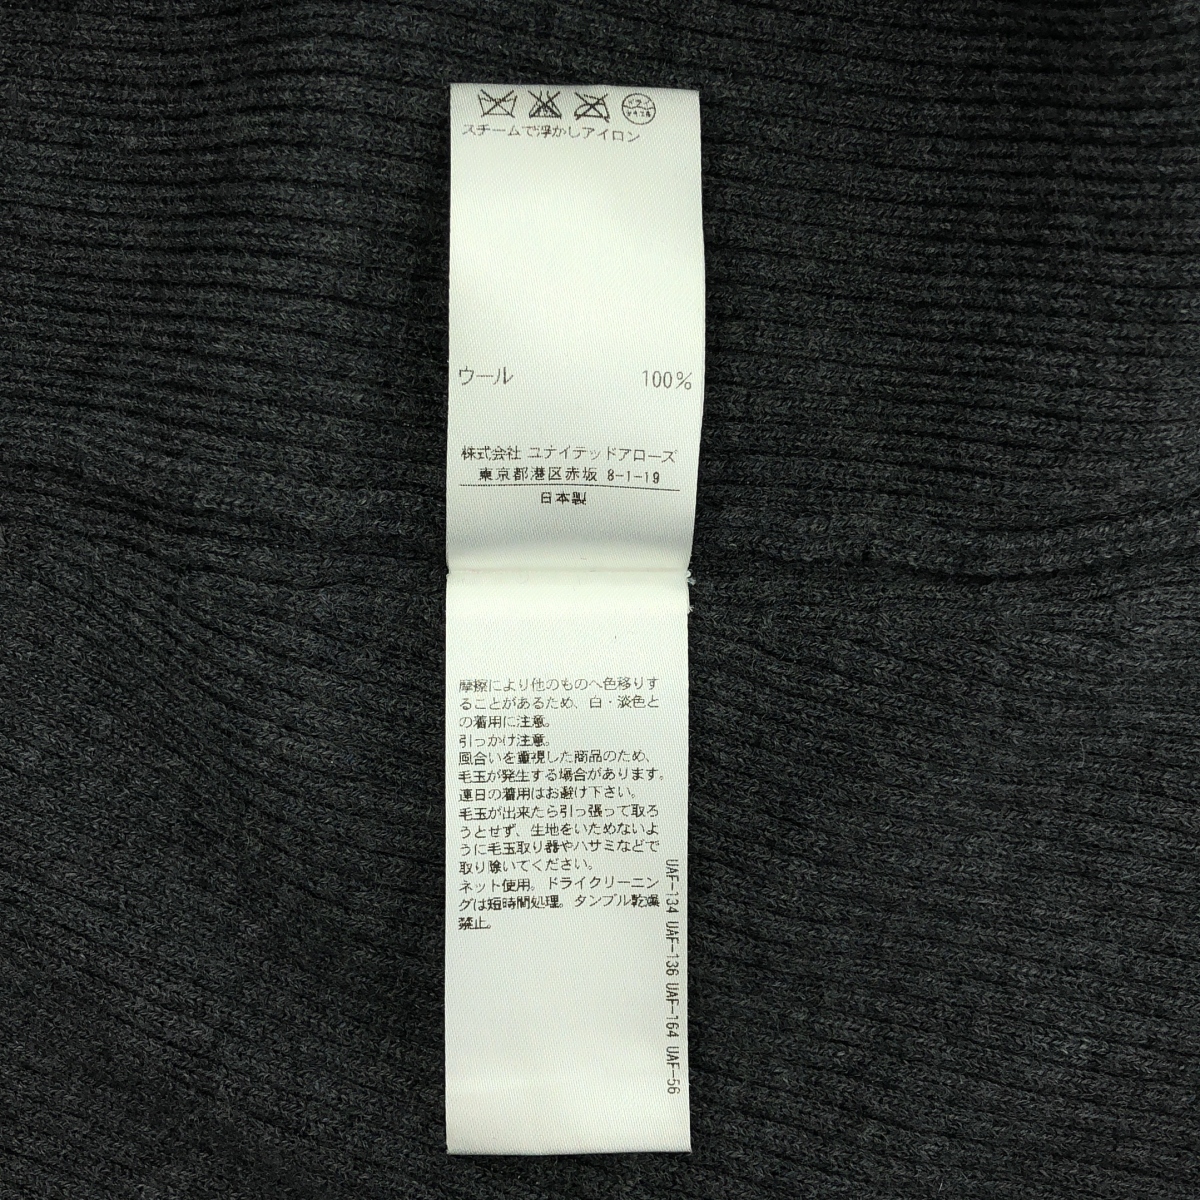 スチームで浮かしアイロン
ウール 100%
株式会社 ユナイテッドアローズ
東京都港区赤坂 8-1-19
日本製
摩擦により他のものへ色移りす
ることがあるため、白・淡色と
の着用に注意。
引っかけ注意。
風合いを重視した商品のため、
毛玉が発生する場合があります。
連日の着用はお避け下さい。
毛玉が出来たら引っ張って取ろ
うとせず、生地をいためないよ
うに毛玉取り器やハサミなどで
取り除いてください。
ネット使用。ドライクリーニン
グは短時間処理。タンブル乾燥
禁止。
UAF-134 UAF-136 UAF-164 UAF-56